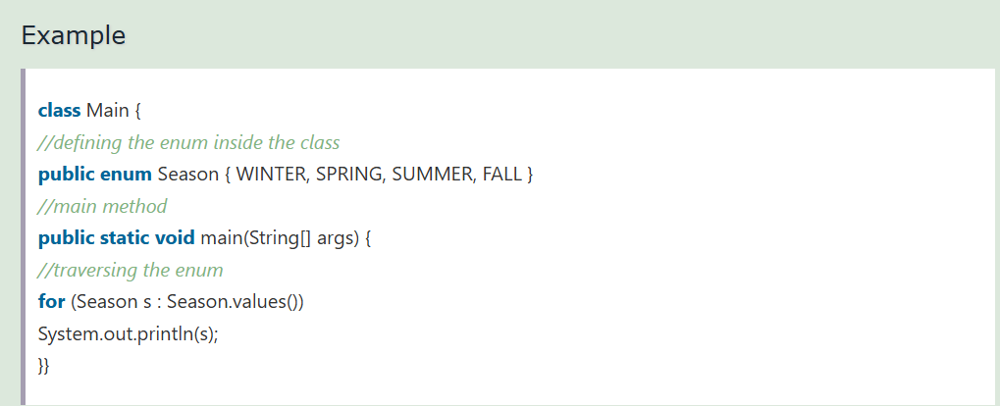 Example
class Main {
//defining the enum inside the class
public enum Season { WINTER, SPRING, SUMMER, FALL }
//main method
public static void main(String[] args) {
//traversing the enum
for (Season s : Season.values())
System.out.println(s);
}}